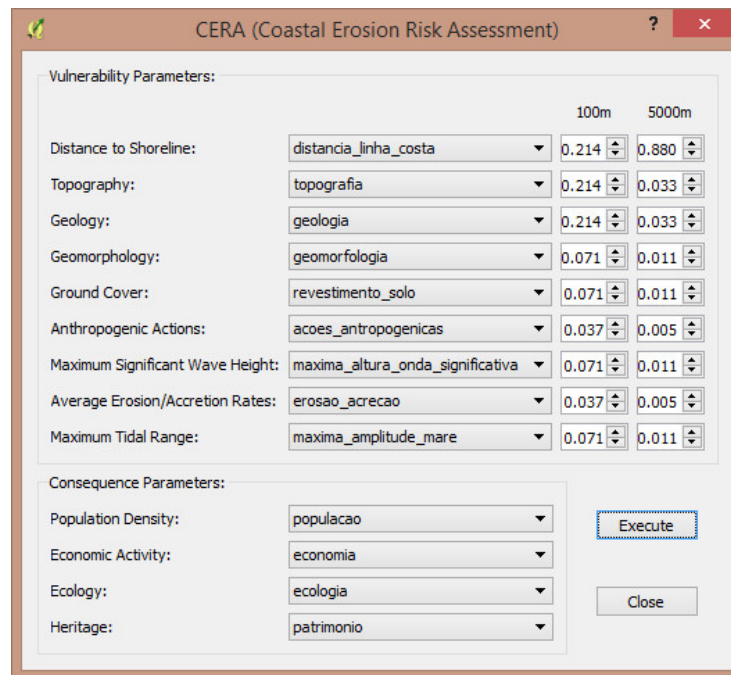 CERA (Coastal Erosion Risk Assessment)
? ×
Vulnerability Parameters:
100m 5000m
Distance to Shoreline: distancia_linha_costa 0.214 0.880
Topography: topografia 0.214 0.033
Geology: geologia 0.214 0.033
Geomorphology: geomorfologia 0.071 0.011
Ground Cover: revestimento_solo 0.071 0.011
Anthropogenic Actions: acoes_antropogenicas 0.037 0.005
Maximum Significant Wave Height: maxima_altura_onda_significativa 0.071 0.011
Average Erosion/Accretion Rates: erosao_acrecao 0.037 0.005
Maximum Tidal Range: maxima_amplitude_mare 0.071 0.011
Consequence Parameters:
Population Density: populacao
Execute
Economic Activity: economia
Ecology: ecologia
Close
Heritage: patrimonio